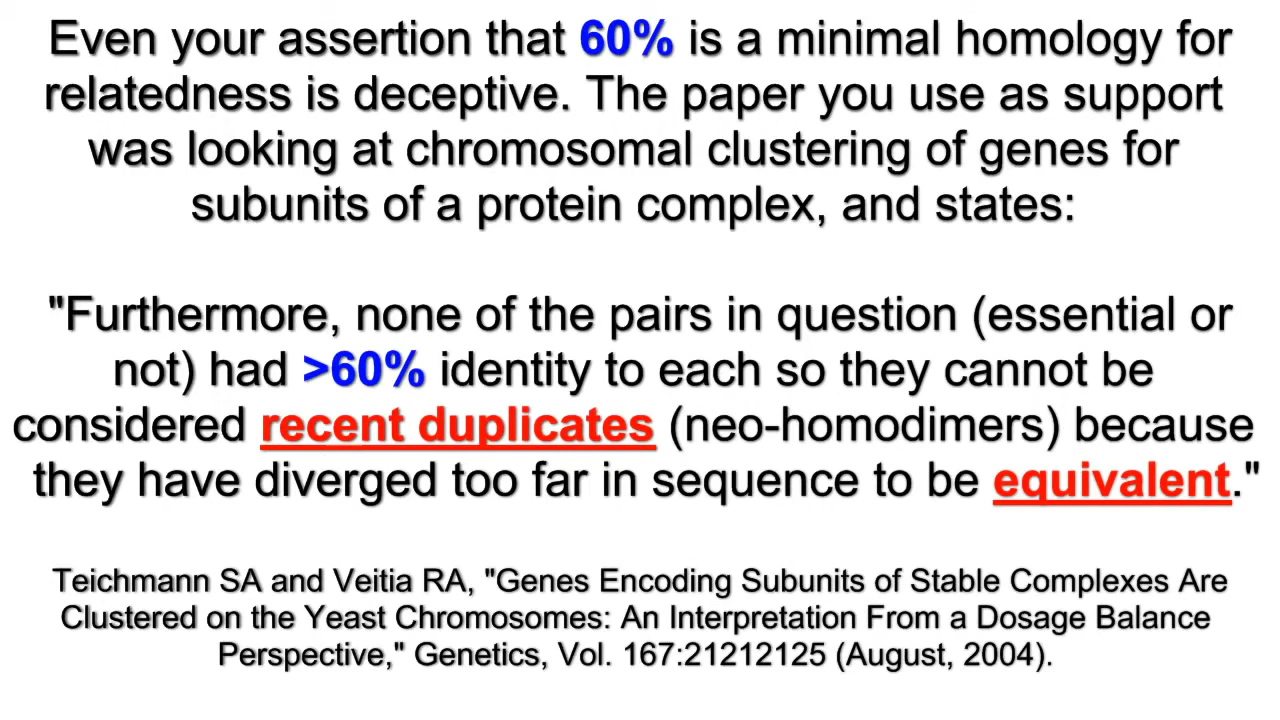 Even your assertion that 60% is a minimal homology for
relatedness is deceptive. The paper you use as support
was looking at chromosomal clustering of genes for
subunits of a protein complex, and states:
"Furthermore, none of the pairs in question (essential or
not) had >60% identity to each so they cannot be
considered recent duplicates (neo-homodimers) because
they have diverged too far in sequence to be equivalent."
Teichmann SA and Veitia RA, "Genes Encoding Subunits of Stable Complexes Are
Clustered on the Yeast Chromosomes: An Interpretation From a Dosage Balance
Perspective," Genetics, Vol. 167:21212125 (August, 2004).